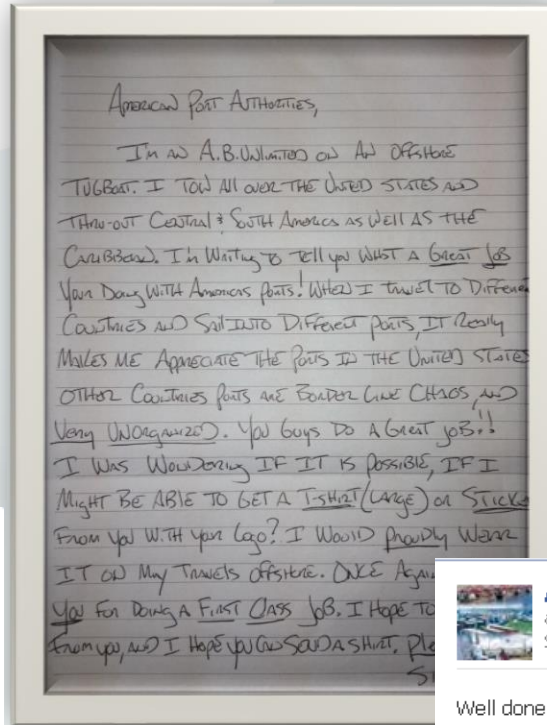 American Port Authorities,
I'm an A.B. Unlimited on an offshore
tugboat. I tow all over the United States and
thru-out Central & South America as well as the
Caribbean. I'm writing to tell you what a great job
your doing with Americas ports! When I travel to Differen
Countries and sail into Different ports, it really
makes me appreciate the ports in the United States
other Countries ports are border line chaos, and
very unorganized. You guys do a great job!!
I was wondering if it is possible, if I
might be able to get a T-shirt (Large) or Stick
from you with your logo? I would proudly wear
it on my travels offshore. Once Again
you for doing a First Class job. I hope to
from you, and I hope you can send a shirt. Ple
Well done